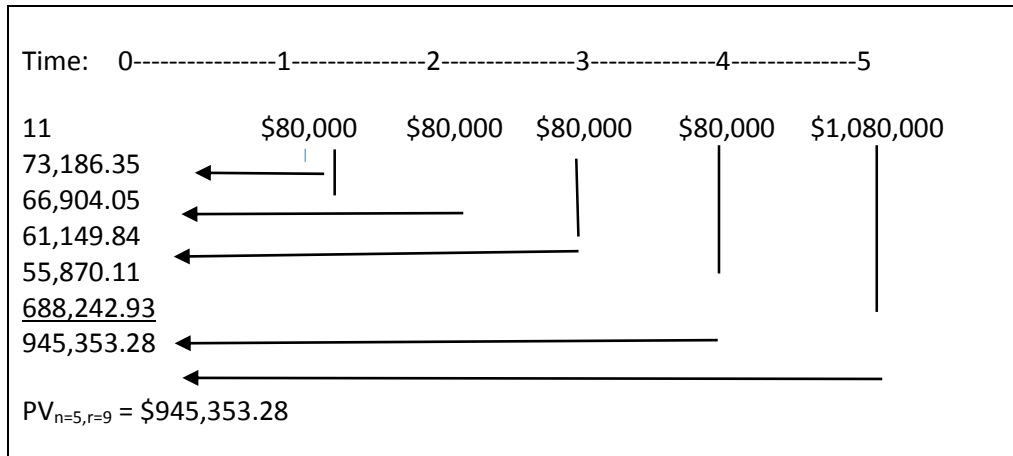 Time: 0----------------1---------------2---------------3--------------4--------------5
11 $80,000 $80,000 $80,000 $80,000 $1,080,000
73,186.35
66,904.05
61,149.84
55,870.11
688,242.93
945,353.28
PVn=5,r=9 = $945,353.28